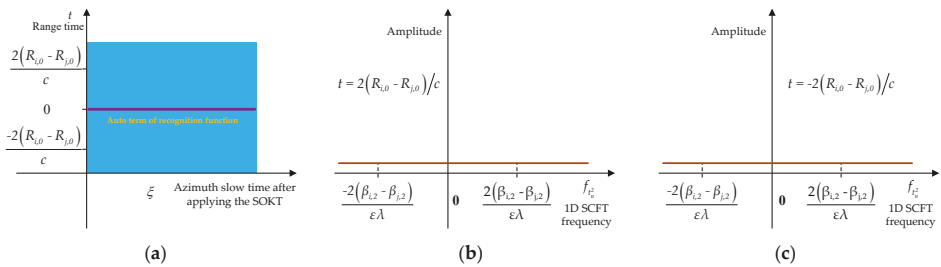 t
Range time
2(R_{i,0} - R_{j,0})
c
0
Auto term of recognition function
-2(R_{i,0} - R_{j,0})
c
ξ
Azimuth slow time after
applying the SOKT
(a)
Amplitude
t = 2(R_{i,0} - R_{j,0})/c
-2(β_{i,2} - β_{j,2})
ελ
0
2(β_{i,2} - β_{j,2})
ελ
f_{t_n^2}
1D SCFT
frequency
(b)
Amplitude
t = -2(R_{i,0} - R_{j,0})/c
-2(β_{i,2} - β_{j,2})
ελ
0
2(β_{i,2} - β_{j,2})
ελ
f_{t_n^2}
1D SCFT
frequency
(c)